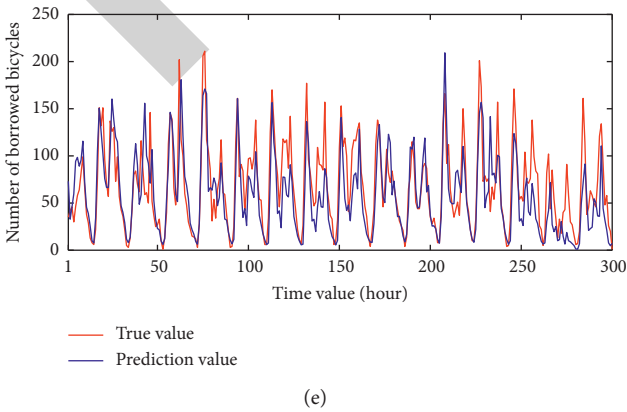 Number of borrowed bicycles
250
200
150
100
50
0
1 50 100 150 200 250 300
Time value (hour)
True value
Prediction value
(e)